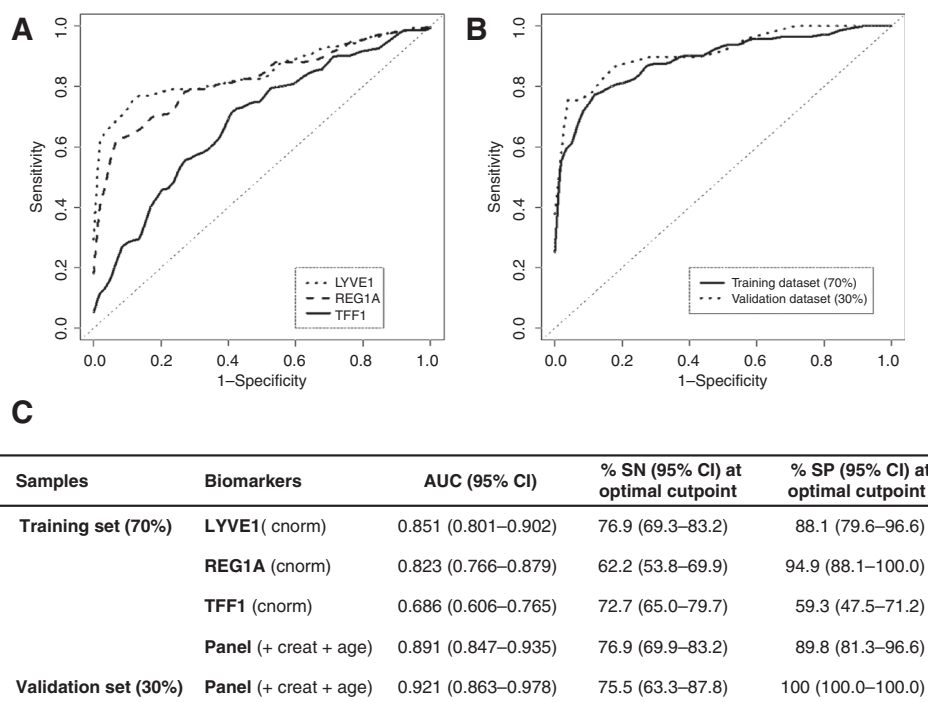 A
1.0
0.8
0.6
0.4
0.2
0.0
Sensitivity
LYVE1
REG1A
TFF1
0.0 0.2 0.4 0.6 0.8 1.0
1–Specificity
B
1.0
0.8
0.6
0.4
0.2
0.0
Sensitivity
Training dataset (70%)
Validation dataset (30%)
0.0 0.2 0.4 0.6 0.8 1.0
1–Specificity
C
Samples Biomarkers AUC (95% CI) % SN (95% CI) at optimal cutpoint % SP (95% CI) at optimal cutpoint
Training set (70%) LYVE1( cnorm) 0.851 (0.801–0.902) 76.9 (69.3–83.2) 88.1 (79.6–96.6)
REG1A (cnorm) 0.823 (0.766–0.879) 62.2 (53.8–69.9) 94.9 (88.1–100.0)
TFF1 (cnorm) 0.686 (0.606–0.765) 72.7 (65.0–79.7) 59.3 (47.5–71.2)
Panel (+ creat + age) 0.891 (0.847–0.935) 76.9 (69.9–83.2) 89.8 (81.3–96.6)
Validation set (30%) Panel (+ creat + age) 0.921 (0.863–0.978) 75.5 (63.3–87.8) 100 (100.0–100.0)